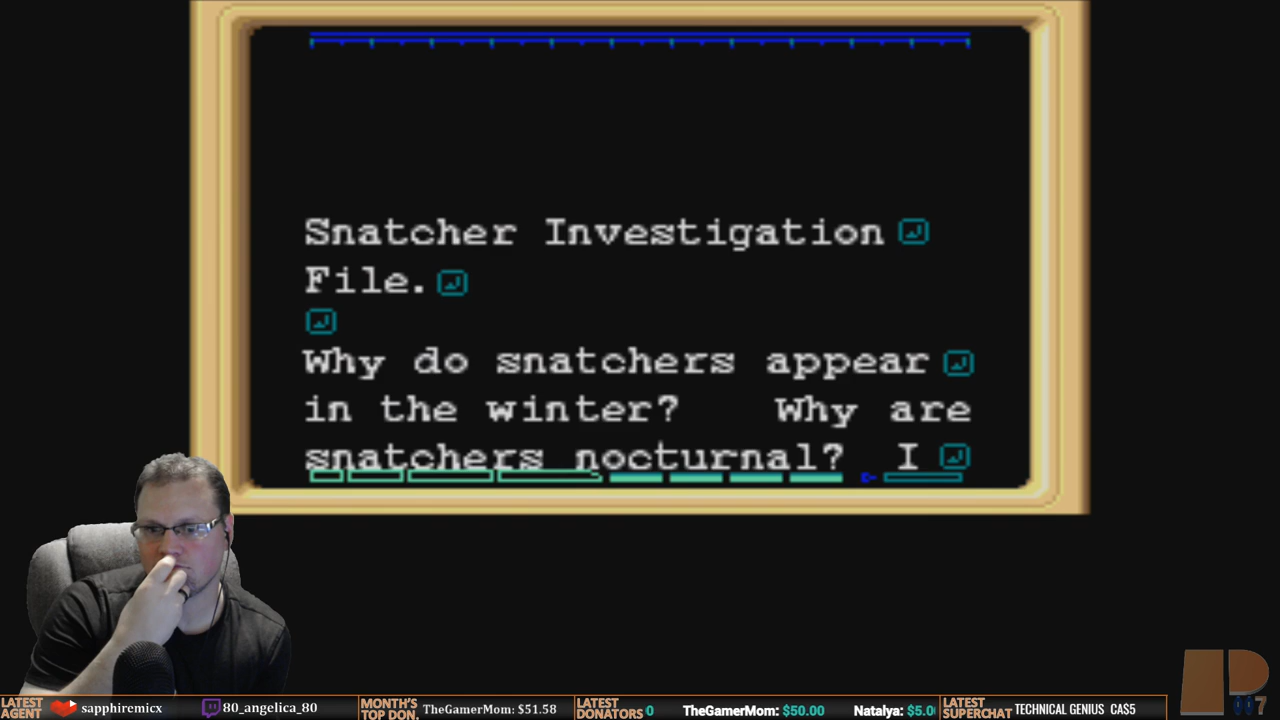 Snatcher Investigation
File.
Why do snatchers appear
in the winter? Why are
snatchers nocturnal? I
LATEST AGENT sapphiremicx 80_angelica_80 MONTH'S TOP DON. TheGamerMom: $51.58 LATEST DONATORS 0 TheGamerMom: $50.00 Natalya: $5.0 LATEST SUPERCHAT TECHNICAL GENIUS CA$5